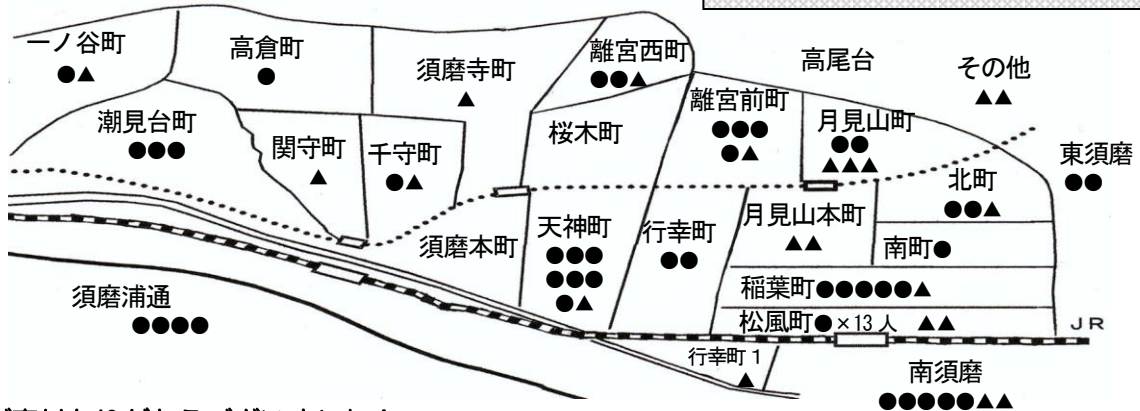 一ノ谷町
●▲
高倉町
●
須磨寺町
▲
離宮西町
●●▲
高尾台
その他
▲▲
潮見台町
●●●
関守町
▲
千守町
●▲
桜木町
離宮前町
●●●
●▲
月見山町
●●
▲▲▲
東須磨
●●
北町
●●▲
須磨本町
天神町
●●●
●●●
●▲
行幸町
●●
月見山本町
▲▲
南町●
稲葉町●●●●●▲
松風町●×13人 ▲▲
JR
須磨浦通
●●●●
行幸町1
▲
南須磨
●●●●●▲▲